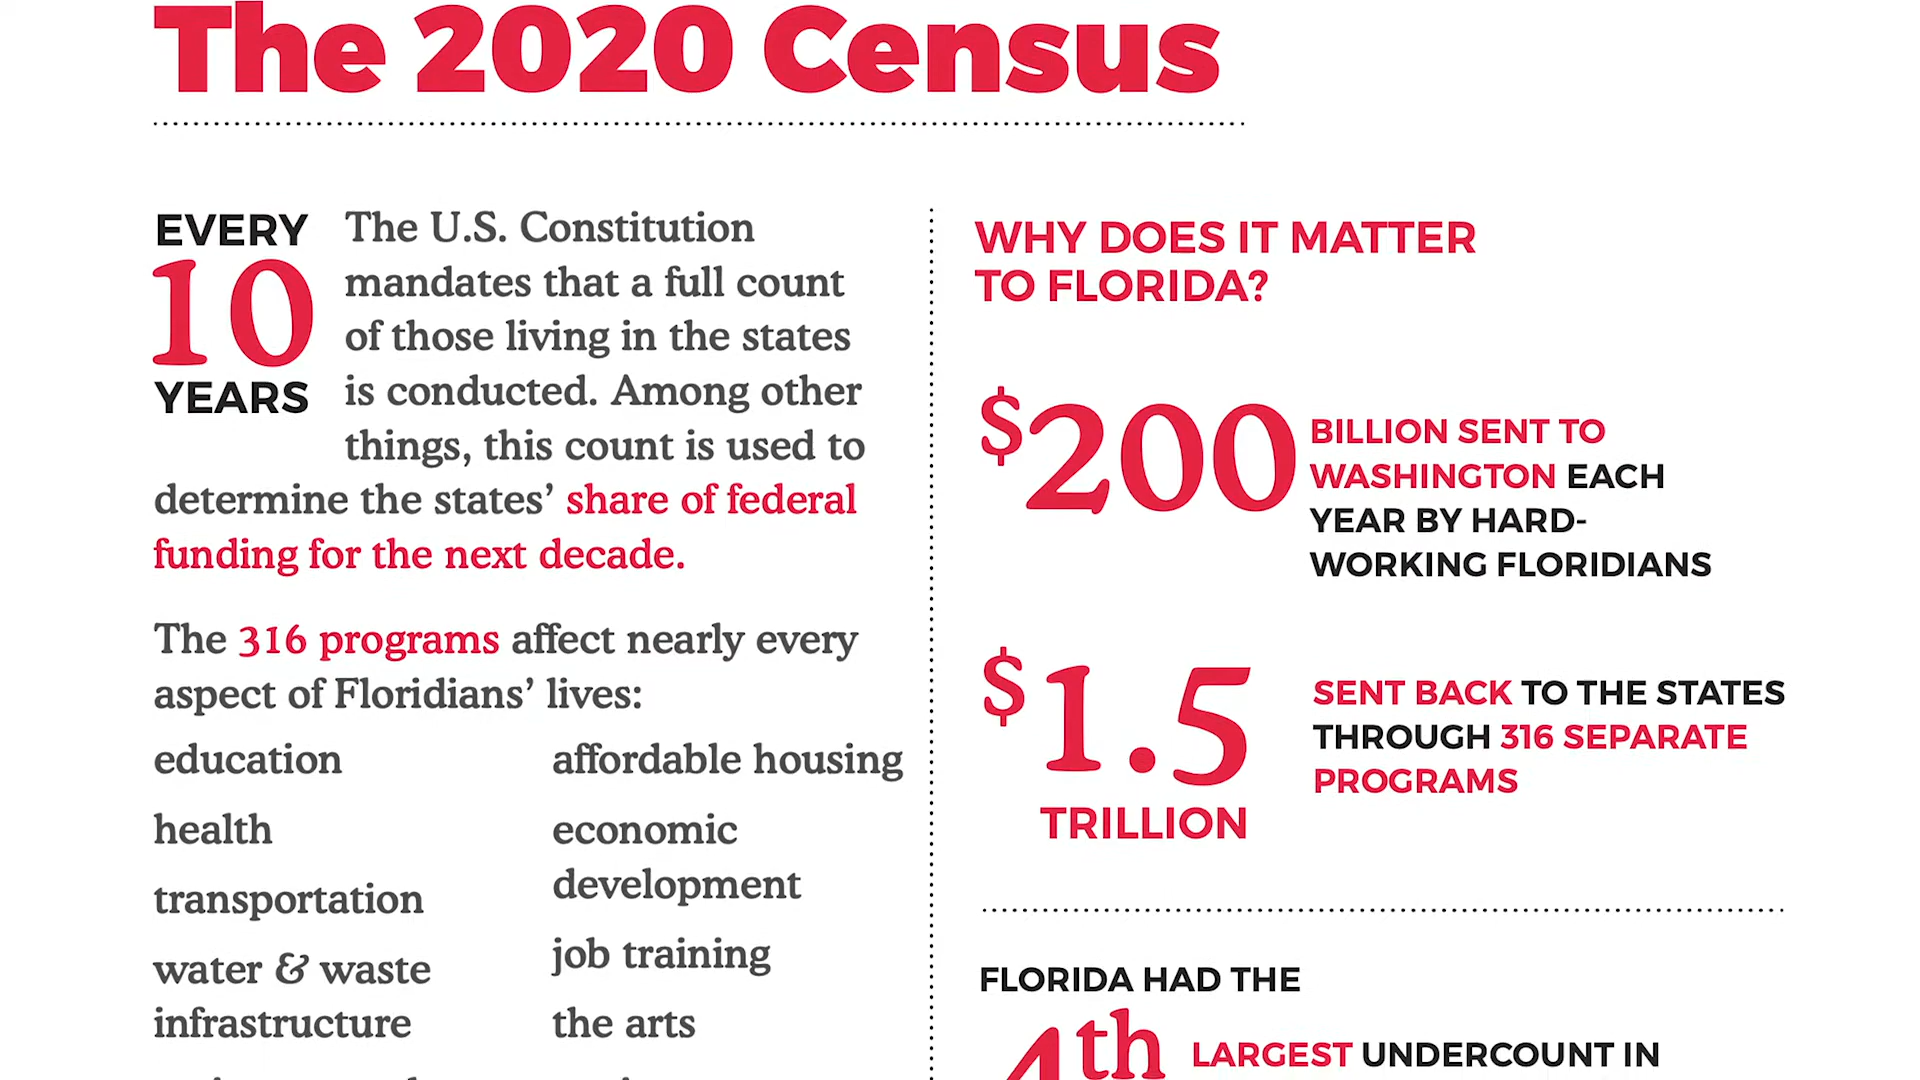 The 2020 Census
EVERY
10
YEARS
The U.S. Constitution
mandates that a full count
of those living in the states
is conducted. Among other
things, this count is used to
determine the states’ share of federal
funding for the next decade.
The 316 programs affect nearly every
aspect of Floridians’ lives:
education
health
transportation
water & waste
infrastructure
affordable housing
economic
development
job training
the arts
WHY DOES IT MATTER
TO FLORIDA?
$200
BILLION SENT TO
WASHINGTON EACH
YEAR BY HARD-
WORKING FLORIDIANS
$1.5
TRILLION
SENT BACK TO THE STATES
THROUGH 316 SEPARATE
PROGRAMS
FLORIDA HAD THE
4th
LARGEST UNDERCOUNT IN